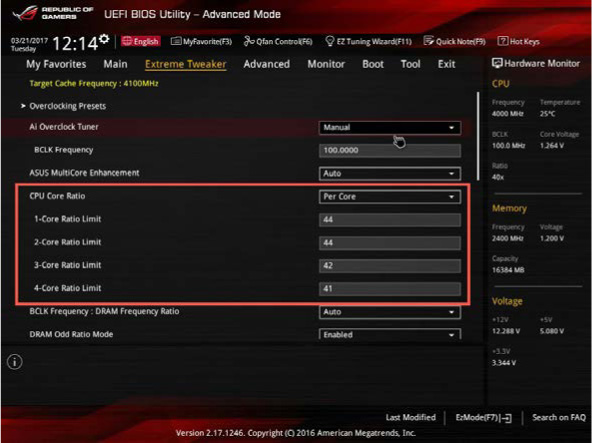 REPUBLIC OF GAMERS
UEFI BIOS Utility – Advanced Mode
03/21/2017 Tuesday 12:14 English MyFavorite(F3) Qfan Control(F6) EZ Tuning Wizard(F11) Quick Note(F9) Hot Keys
My Favorites Main Extreme Tweaker Advanced Monitor Boot Tool Exit
Target Cache Frequency : 4100MHz
Overclocking Presets
Ai Overclock Tuner Manual
BCLK Frequency 100.0000
ASUS MultiCore Enhancement Auto
CPU Core Ratio Per Core
1-Core Ratio Limit 44
2-Core Ratio Limit 44
3-Core Ratio Limit 42
4-Core Ratio Limit 41
BCLK Frequency : DRAM Frequency Ratio Auto
DRAM Odd Ratio Mode Enabled
Hardware Monitor
CPU
Frequency Temperature
4000 MHz 25°C
BCLK Core Voltage
100.0 MHz 1.264 V
Ratio
40x
Memory
Frequency Voltage
2400 MHz 1.200 V
Capacity
16384 MB
Voltage
+12V +5V
12.288 V 5.080 V
+3.3V
3.344 V
Last Modified EzMode(F7) Search on FAQ
Version 2.17.1246. Copyright (C) 2016 American Megatrends, Inc.